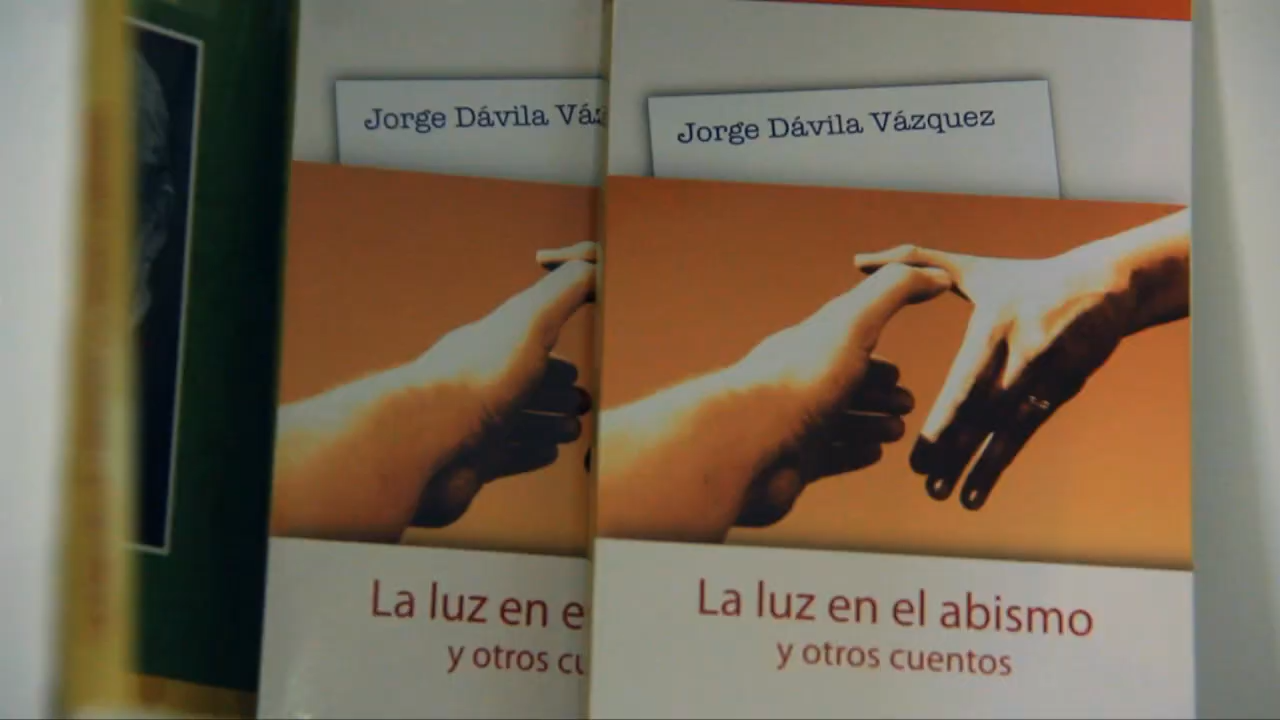 Jorge Dávila Váz
Jorge Dávila Vázquez
La luz en e
y otros cu
La luz en el abismo
y otros cuentos